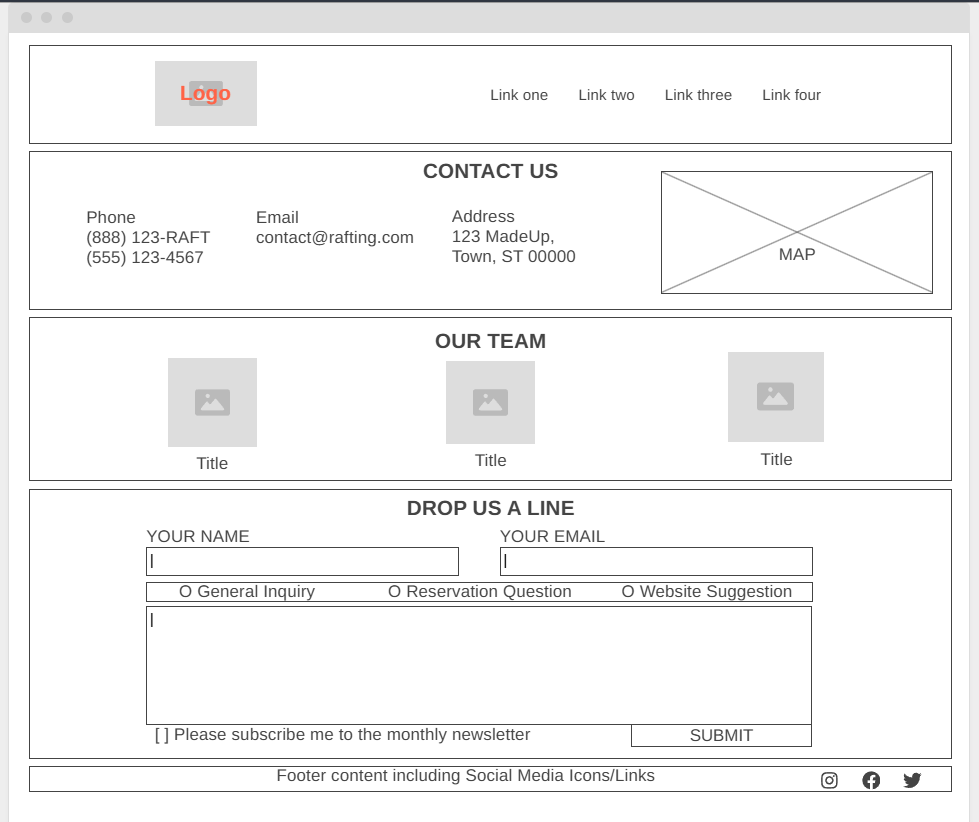 Logo
Link one Link two Link three Link four
CONTACT US
Phone
(888) 123-RAFT
(555) 123-4567
Email
contact@rafting.com
Address
123 MadeUp,
Town, ST 00000
MAP
OUR TEAM
Title
Title
Title
DROP US A LINE
YOUR NAME
YOUR EMAIL
|
|
O General Inquiry O Reservation Question O Website Suggestion
|
[ ] Please subscribe me to the monthly newsletter
SUBMIT
Footer content including Social Media Icons/Links